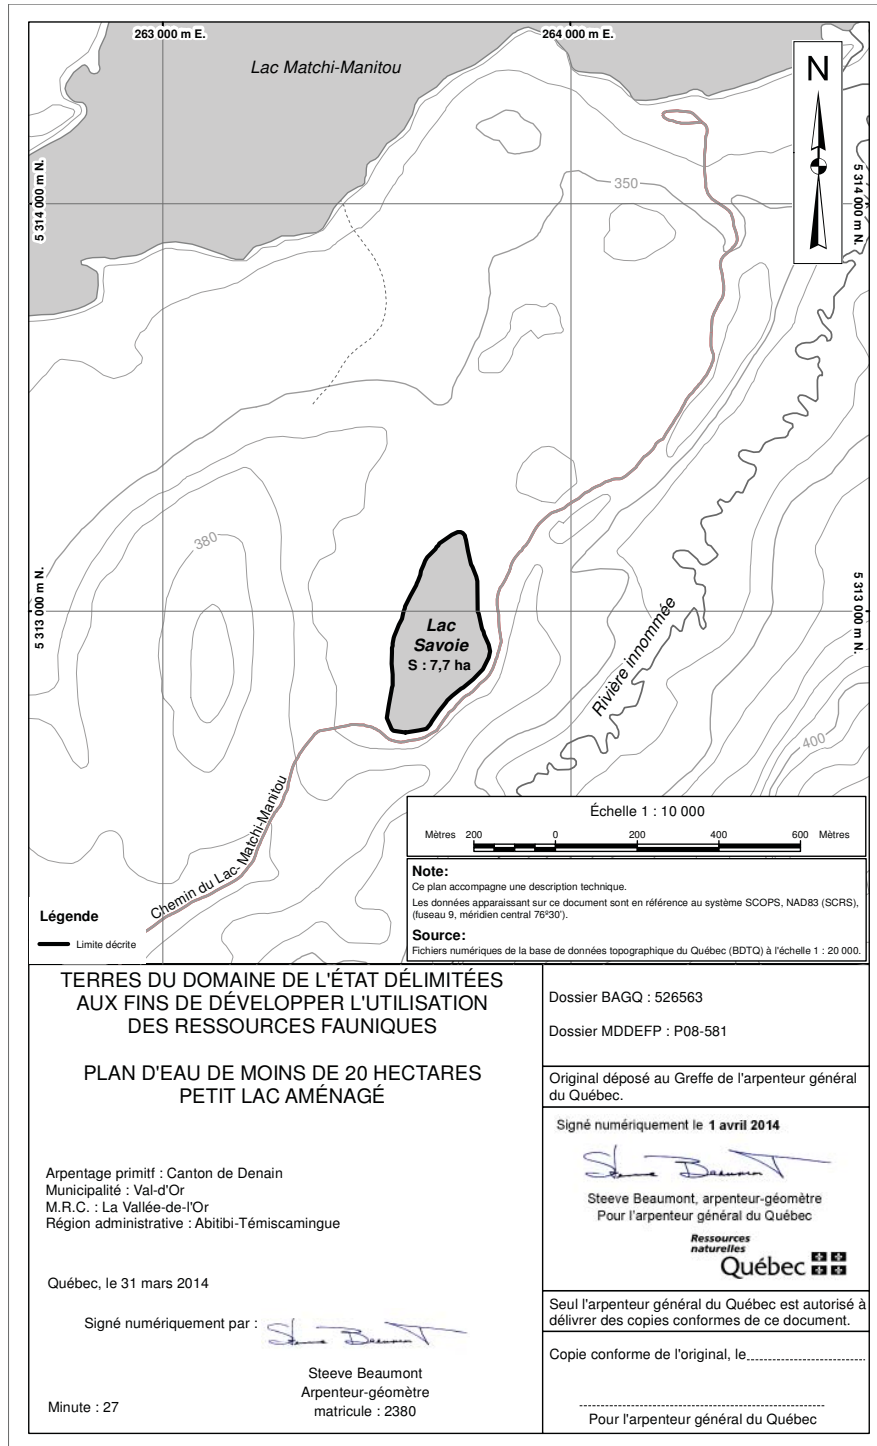 263 000 m E.
264 000 m E.
Lac Matchi-Manitou
N
5 314 000 m N.
5 314 000 m N.
350
380
5 313 000 m N.
5 313 000 m N.
Lac
Savoie
S : 7,7 ha
Rivière innommée
400
Chemin du Lac-Matchi-Manitou
Échelle 1 : 10 000
Mètres 200 0 200 400 600 Mètres
Légende
Limite décrite
Note:
Ce plan accompagne une description technique.
Les données apparaissant sur ce document sont en référence au système SCOPS, NAD83 (SCRS),
(fuseau 9, méridien central 76º30').
Source:
Fichiers numériques de la base de données topographique du Québec (BDTQ) à l'échelle 1 : 20 000.
TERRES DU DOMAINE DE L'ÉTAT DÉLIMITÉES
AUX FINS DE DÉVELOPPER L'UTILISATION
DES RESSOURCES FAUNIQUES
PLAN D'EAU DE MOINS DE 20 HECTARES
PETIT LAC AMÉNAGÉ
Arpentage primitf : Canton de Denain
Municipalité : Val-d'Or
M.R.C. : La Vallée-de-l'Or
Région administrative : Abitibi-Témiscamingue
Québec, le 31 mars 2014
Signé numériquement par :
Steeve Beaumont
Steeve Beaumont
Arpenteur-géomètre
matricule : 2380
Minute : 27
Dossier BAGQ : 526563
Dossier MDDEFP : P08-581
Original déposé au Greffe de l'arpenteur général
du Québec.
Signé numériquement le 1 avril 2014
Steeve Beaumont
Steeve Beaumont, arpenteur-géomètre
Pour l'arpenteur général du Québec
Ressources
naturelles
Québec
Seul l'arpenteur général du Québec est autorisé à
délivrer des copies conformes de ce document.
Copie conforme de l'original, le
Pour l'arpenteur général du Québec